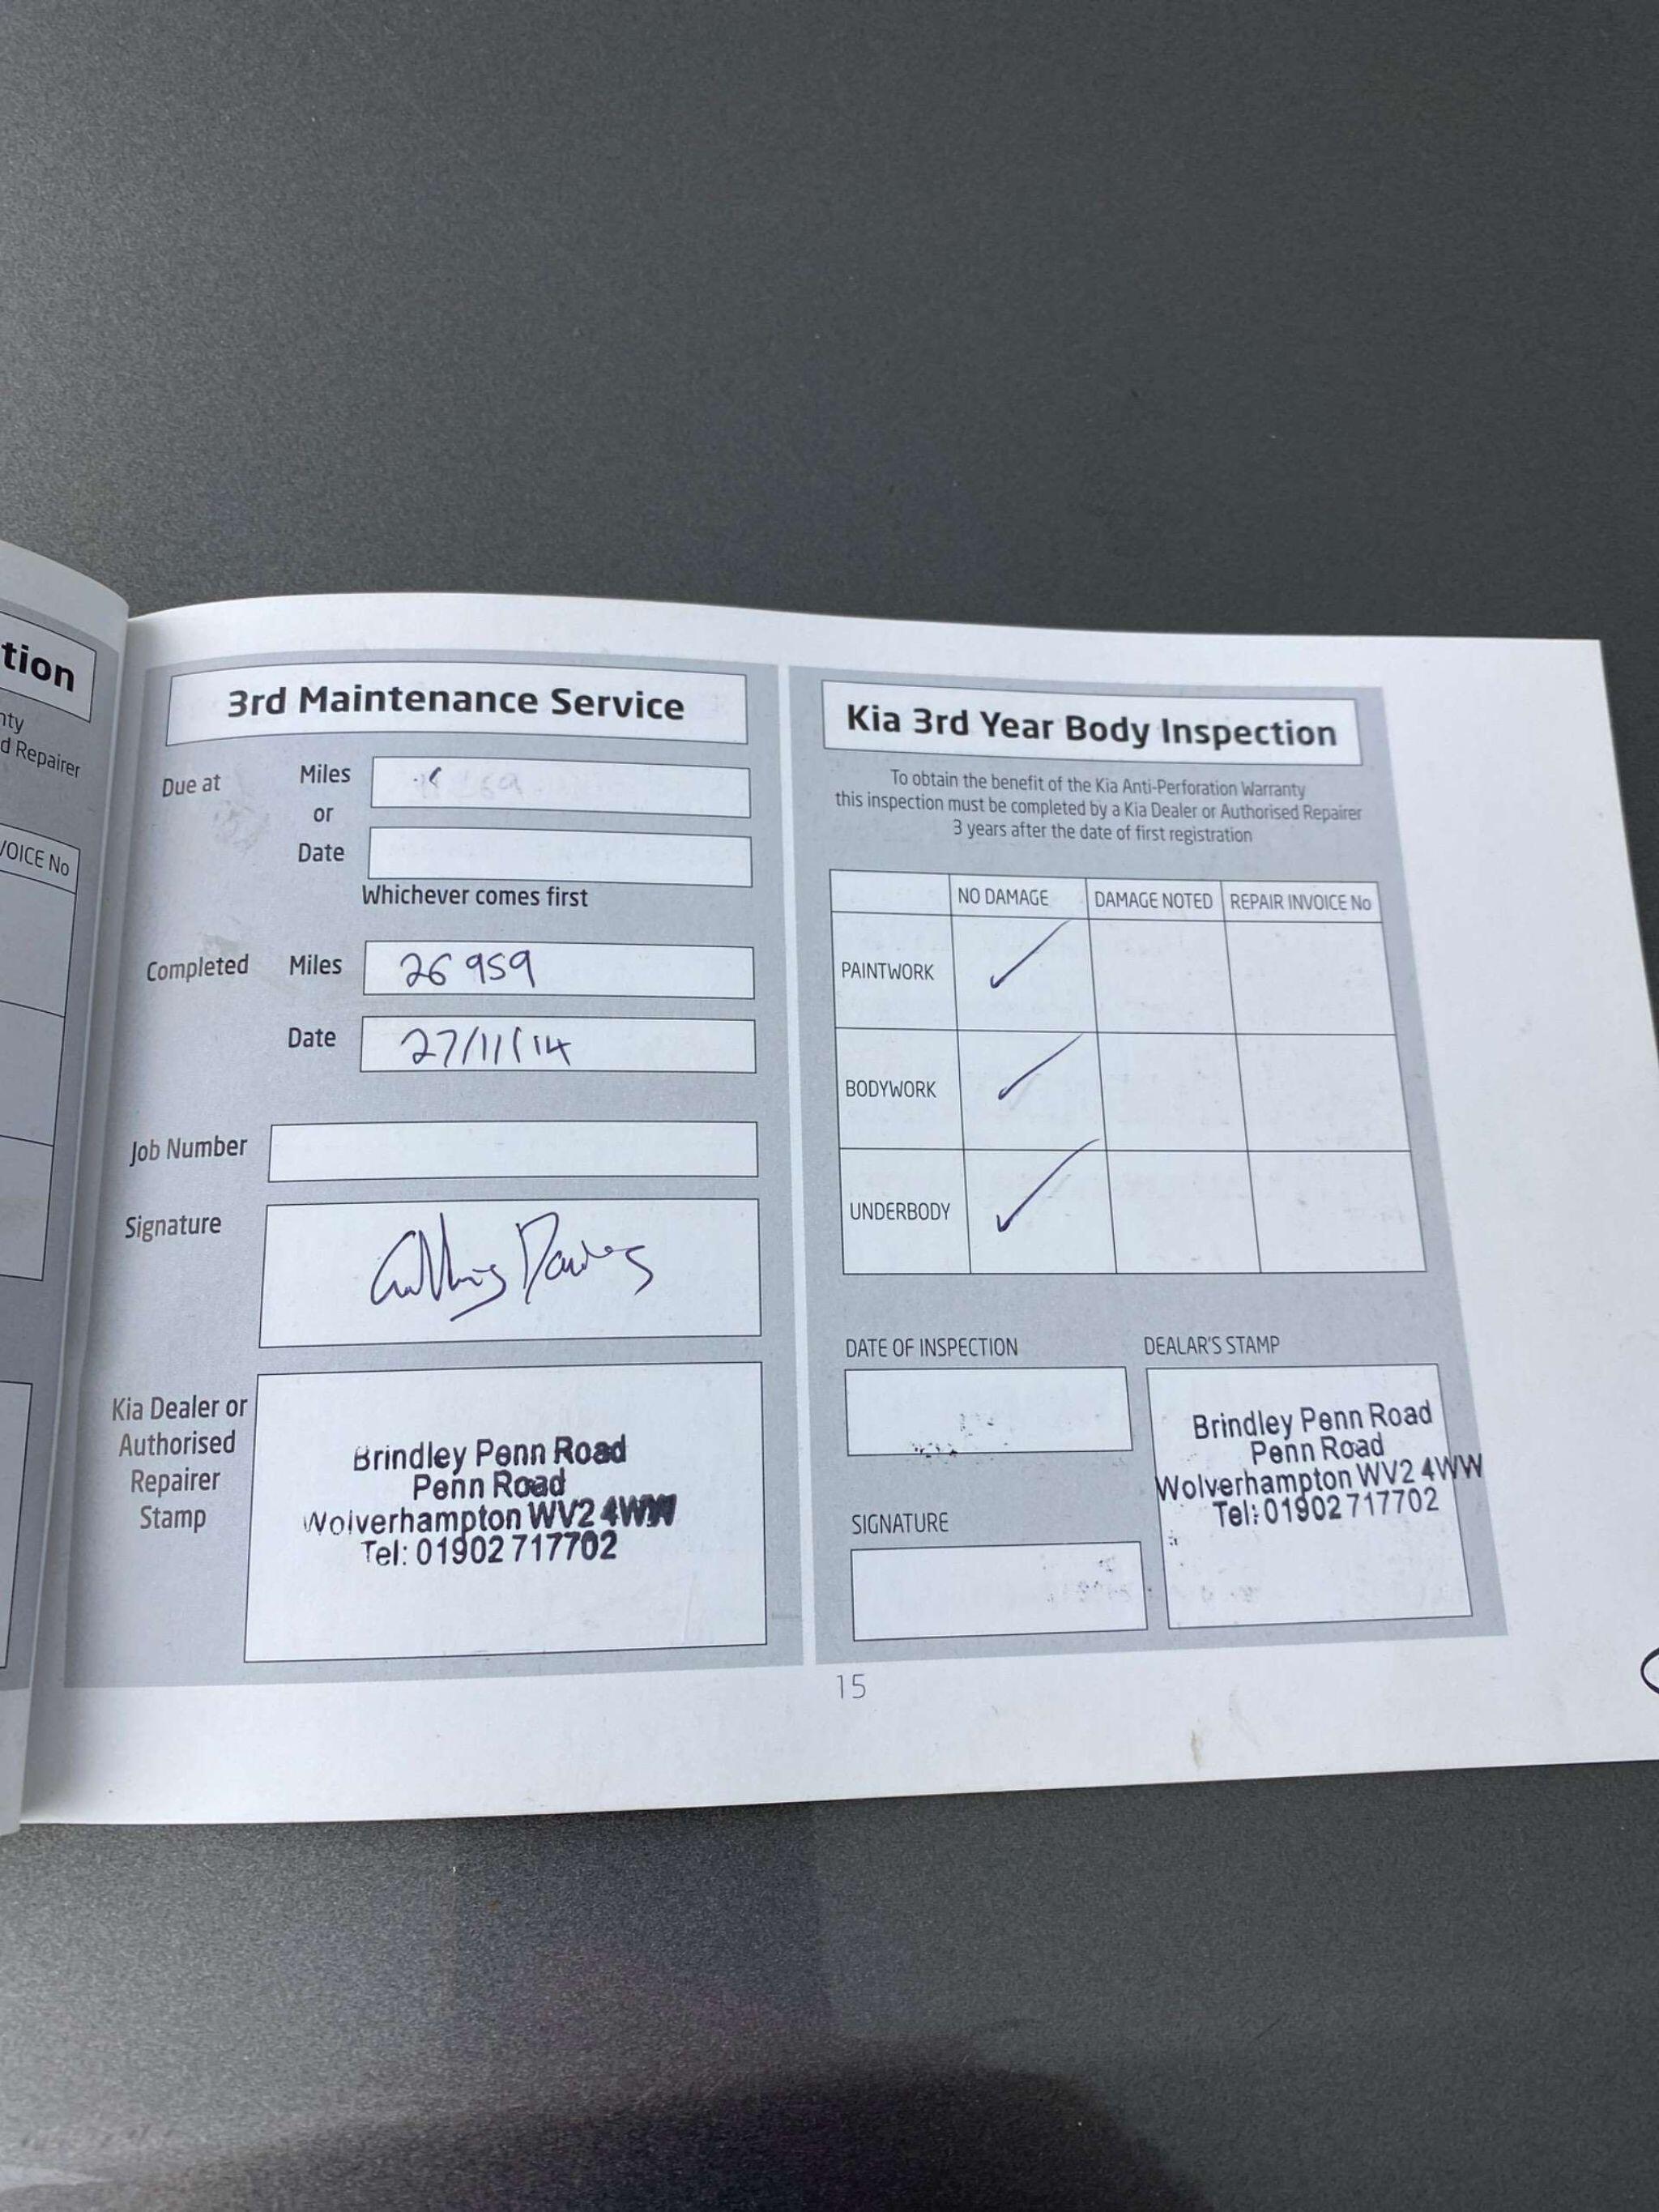 tion
nty
d Repairer
VOICE No
3rd Maintenance Service
Due at
Miles
or
Date
Whichever comes first
Completed
Miles
26 959
Date
27/11/14
Job Number
Signature
Kia Dealer or
Authorised
Repairer
Stamp
Brindley Penn Road
Penn Road
Wolverhampton WV2 4WW
Tel: 01902 717702
Kia 3rd Year Body Inspection
To obtain the benefit of the Kia Anti-Perforation Warranty
this inspection must be completed by a Kia Dealer or Authorised Repairer
3 years after the date of first registration
NO DAMAGE
DAMAGE NOTED
REPAIR INVOICE No
PAINTWORK
BODYWORK
UNDERBODY
DATE OF INSPECTION
DEALAR'S STAMP
SIGNATURE
Brindley Penn Road
Penn Road
Wolverhampton WV2 4WW
Tel: 01902 717702
15